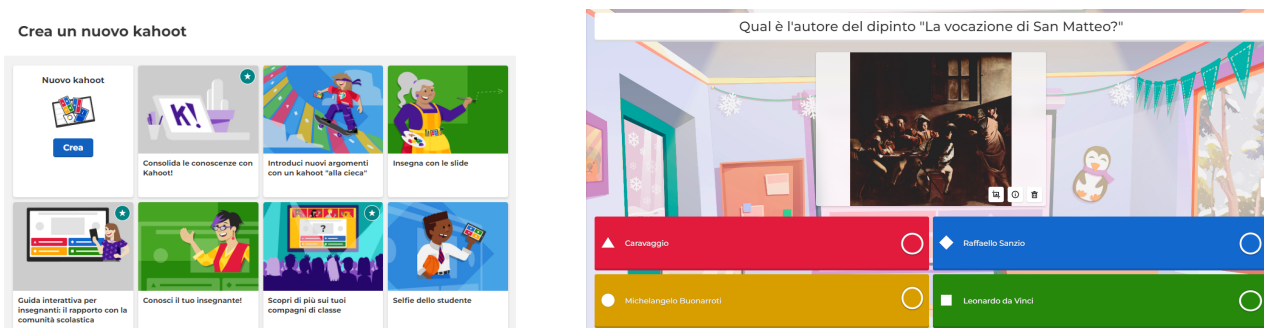 Crea un nuovo kahoot
Nuovo kahoot
Crea
K!
Consolida le conoscenze con
Kahoot!
Introduci nuovi argomenti
con un kahoot "alla cieca"
Insegna con le slide
?
Guida interattiva per
insegnanti: il rapporto con la
comunità scolastica
Conosci il tuo insegnante!
Scopri di più sui tuoi
compagni di classe
Selfie dello studente
Qual è l'autore del dipinto "La vocazione di San Matteo?"
Caravaggio
Raffaello Sanzio
Michelangelo Buonarroti
Leonardo da Vinci